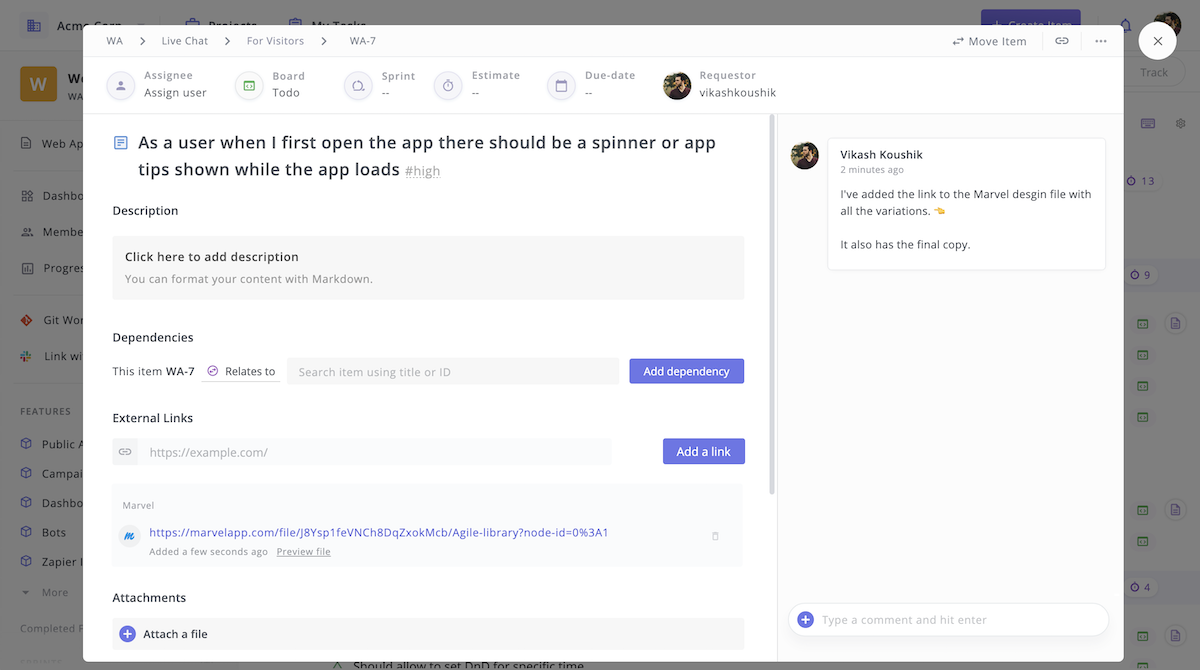 Acme Corp
Projects
My Tasks
Create Item
WA
Live Chat
For Visitors
WA-7
Move Item
Assignee
Assign user
Board
Todo
Sprint
--
Estimate
--
Due-date
--
Requestor
vikashkoushik
W
We
WA
Track
As a user when I first open the app there should be a spinner or app
tips shown while the app loads #high
Description
Click here to add description
You can format your content with Markdown.
Dependencies
This item WA-7
Relates to
Search item using title or ID
Add dependency
External Links
https://example.com/
Add a link
Marvel
https://marvelapp.com/file/J8Ysp1feVNCh8DqZxokMcb/Agile-library?node-id=0%3A1
Added a few seconds ago
Preview file
Attachments
Attach a file
Vikash Koushik
2 minutes ago
I've added the link to the Marvel desgin file with
all the variations. 👈
It also has the final copy.
Type a comment and hit enter
Web Ap
Dashbo
Membe
Progres
Git Wor
Link wi
FEATURES
Public A
Campai
Dashbo
Bots
Zapier I
More
Completed F
13
9
4
Should allow to set DnD for specific time